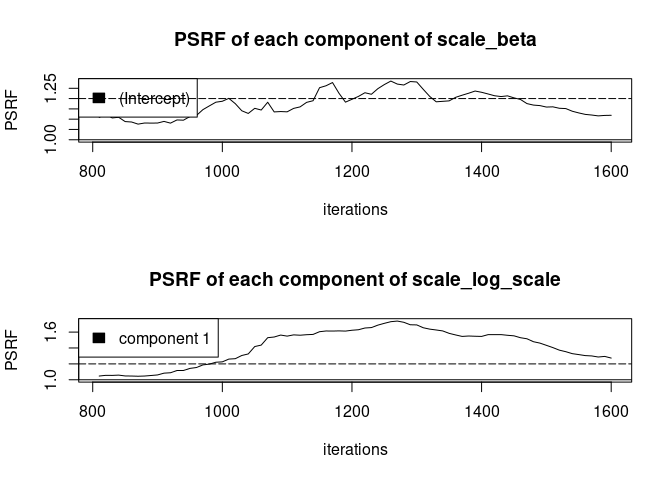 PSRF of each component of scale_beta
PSRF
1.25
1.00
(Intercept)
800 1000 1200 1400 1600
iterations
PSRF of each component of scale_log_scale
PSRF
1.6
1.0
component 1
800 1000 1200 1400 1600
iterations